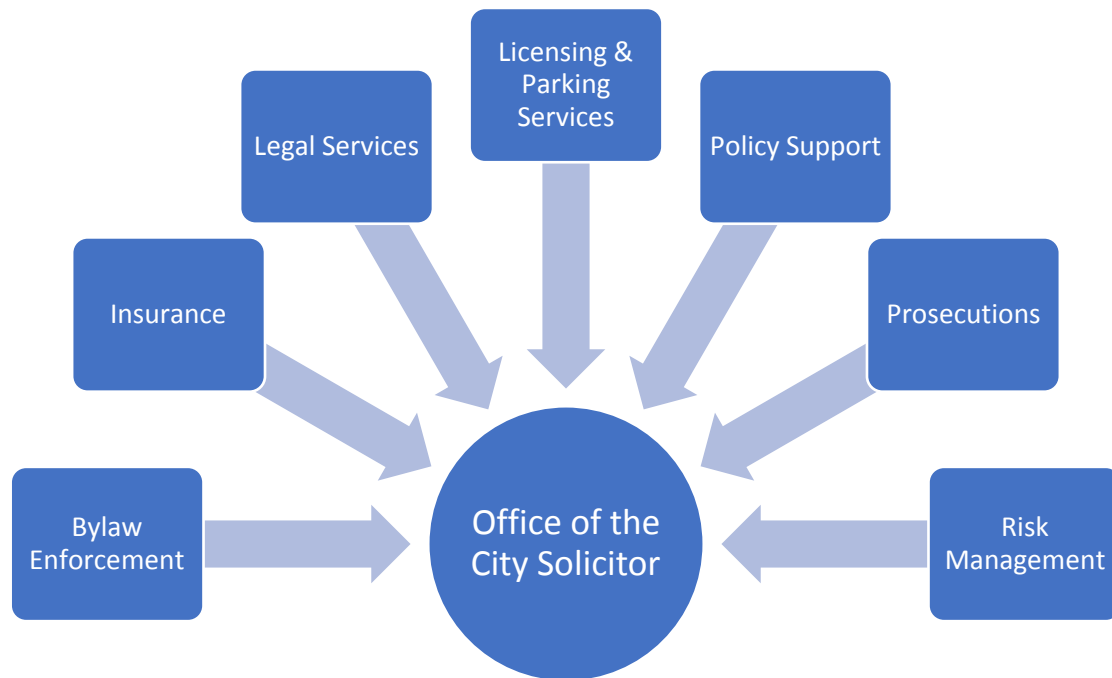 Licensing &
Parking
Services
Legal Services
Policy Support
Insurance
Prosecutions
Bylaw
Enforcement
Office of the
City Solicitor
Risk
Management